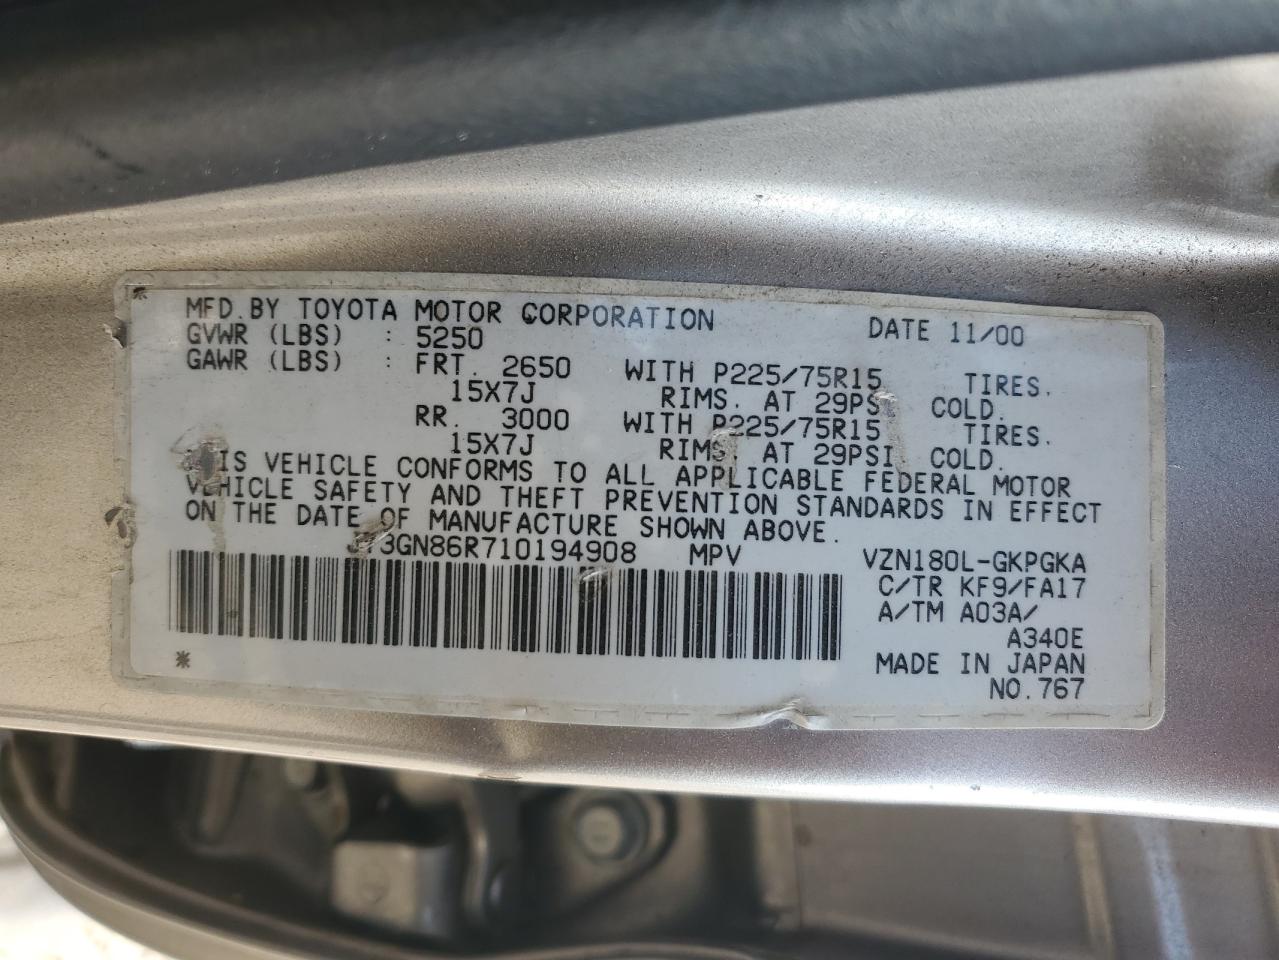 MFD. BY TOYOTA MOTOR CORPORATION DATE 11/00
GVWR (LBS) : 5250
GAWR (LBS) : FRT. 2650 WITH P225/75R15 TIRES.
15X7J RIMS. AT 29PSI COLD.
RR. 3000 WITH P225/75R15 TIRES.
15X7J RIMS. AT 29PSI COLD.
THIS VEHICLE CONFORMS TO ALL APPLICABLE FEDERAL MOTOR
VEHICLE SAFETY AND THEFT PREVENTION STANDARDS IN EFFECT
ON THE DATE OF MANUFACTURE SHOWN ABOVE.
JT3GN86R710194908 MPV VZN180L-GKPGKA
C/TR KF9/FA17
A/TM A03A/
A340E
MADE IN JAPAN
NO. 767